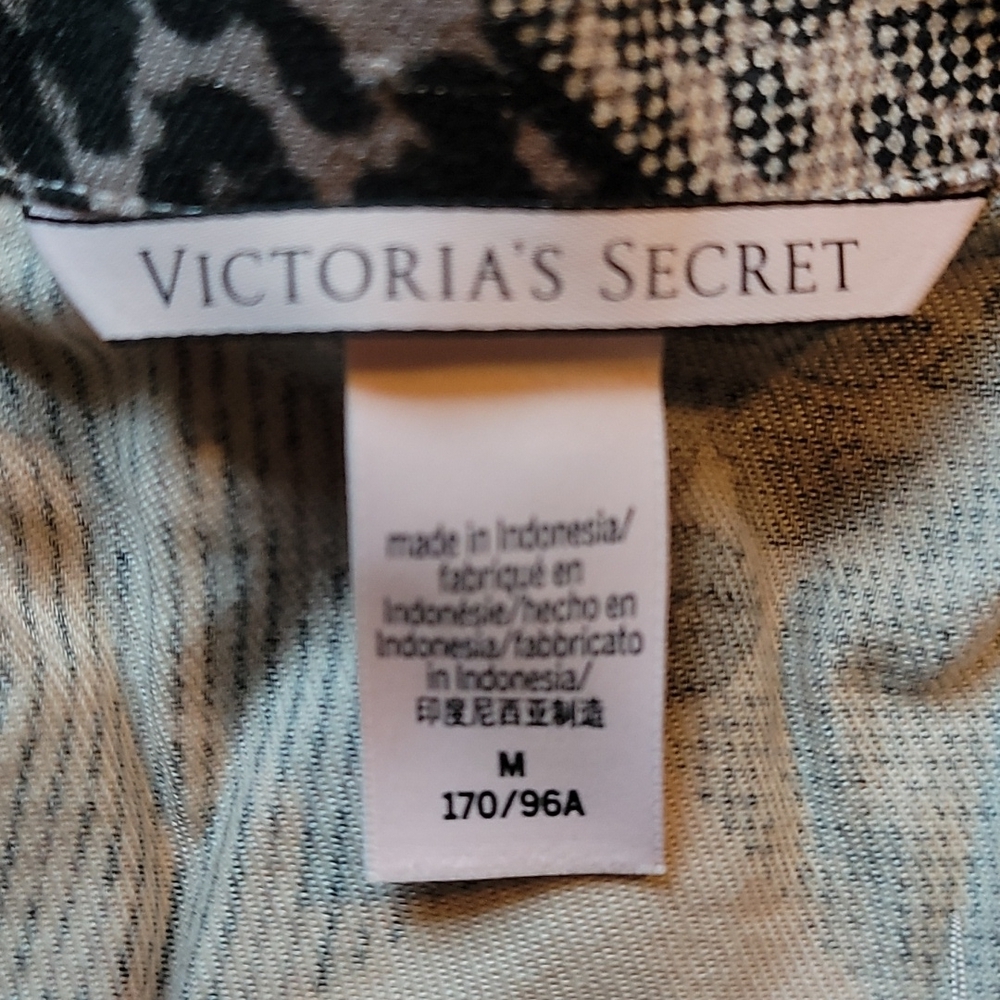 VICTORIA'S SECRET
made in Indonesia/
fabriqué en
Indonésie/hecho en
Indonesia/fabbricato
in Indonesia/
印度尼西亚制造
M
170/96A